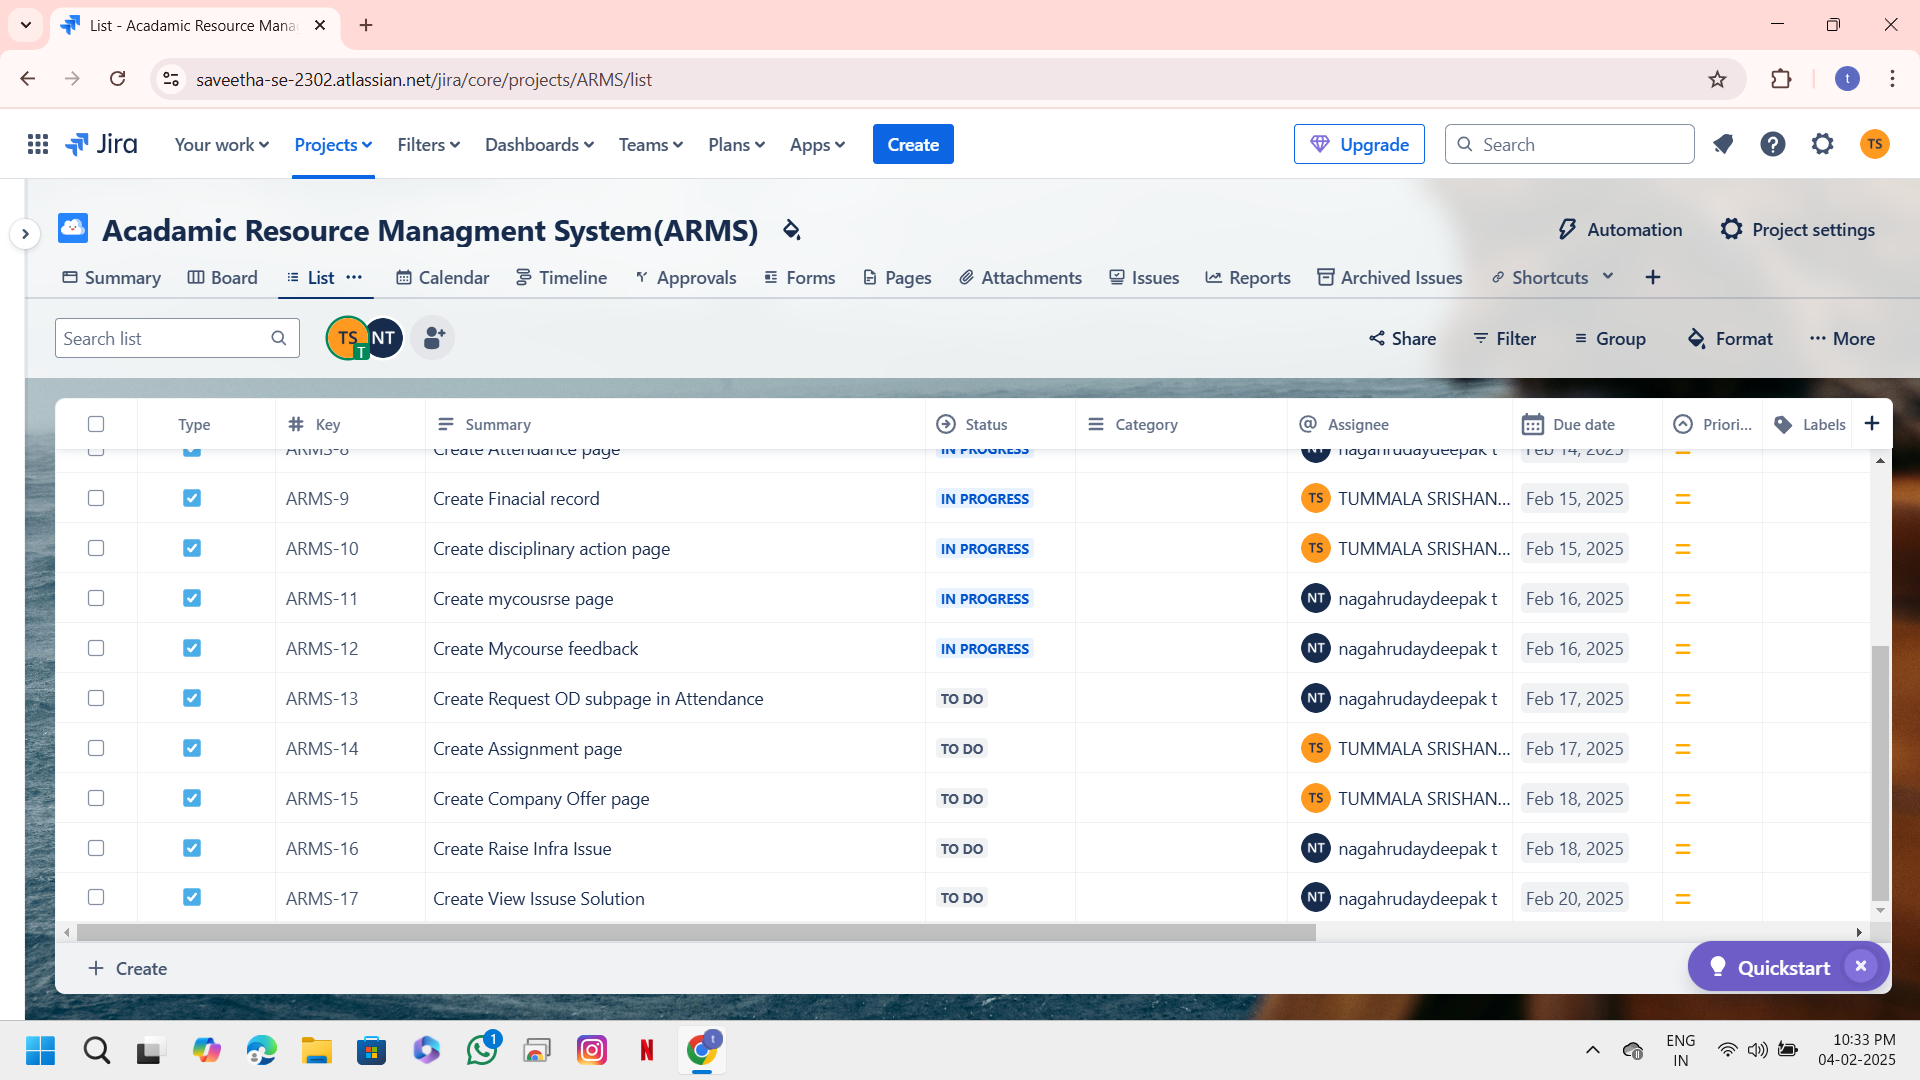 List - Acadamic Resource Mana
saveetha-se-2302.atlassian.net/jira/core/projects/ARMS/list
t
Jira Your work Projects Filters Dashboards Teams Plans Apps Create Upgrade Search TS
Acadamic Resource Managment System(ARMS) Automation Project settings
Summary Board List Calendar Timeline Approvals Forms Pages Attachments Issues Reports Archived Issues Shortcuts
Search list TS T NT Share Filter Group Format More
Type Key Summary Status Category Assignee Due date Priori... Labels
ARMS-8 Create Attendance page IN PROGRESS NT nagahrudaydeepak t Feb 14, 2025
ARMS-9 Create Finacial record IN PROGRESS TS TUMMALA SRISHAN... Feb 15, 2025
ARMS-10 Create disciplinary action page IN PROGRESS TS TUMMALA SRISHAN... Feb 15, 2025
ARMS-11 Create mycousrse page IN PROGRESS NT nagahrudaydeepak t Feb 16, 2025
ARMS-12 Create Mycourse feedback IN PROGRESS NT nagahrudaydeepak t Feb 16, 2025
ARMS-13 Create Request OD subpage in Attendance TO DO NT nagahrudaydeepak t Feb 17, 2025
ARMS-14 Create Assignment page TO DO TS TUMMALA SRISHAN... Feb 17, 2025
ARMS-15 Create Company Offer page TO DO TS TUMMALA SRISHAN... Feb 18, 2025
ARMS-16 Create Raise Infra Issue TO DO NT nagahrudaydeepak t Feb 18, 2025
ARMS-17 Create View Issuse Solution TO DO NT nagahrudaydeepak t Feb 20, 2025
Create
Quickstart
1 N t
ENG
IN
10:33 PM
04-02-2025